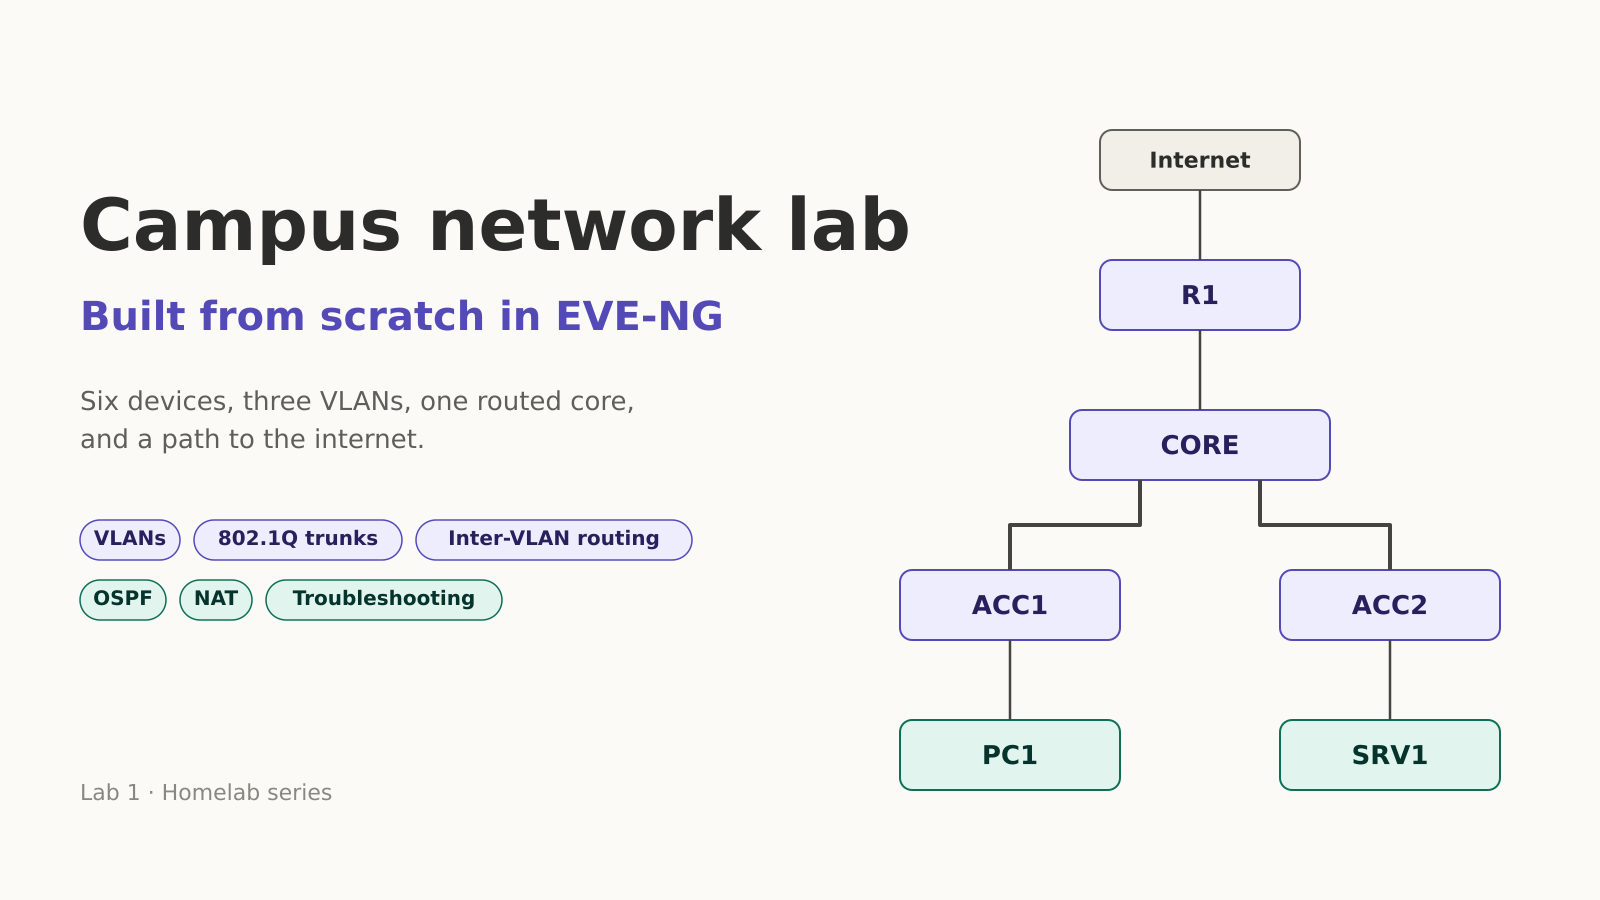 Campus network lab
Built from scratch in EVE-NG
Six devices, three VLANs, one routed core,
and a path to the internet.
VLANs
802.1Q trunks
Inter-VLAN routing
OSPF
NAT
Troubleshooting
Lab 1 · Homelab series
Internet
R1
CORE
ACC1
ACC2
PC1
SRV1